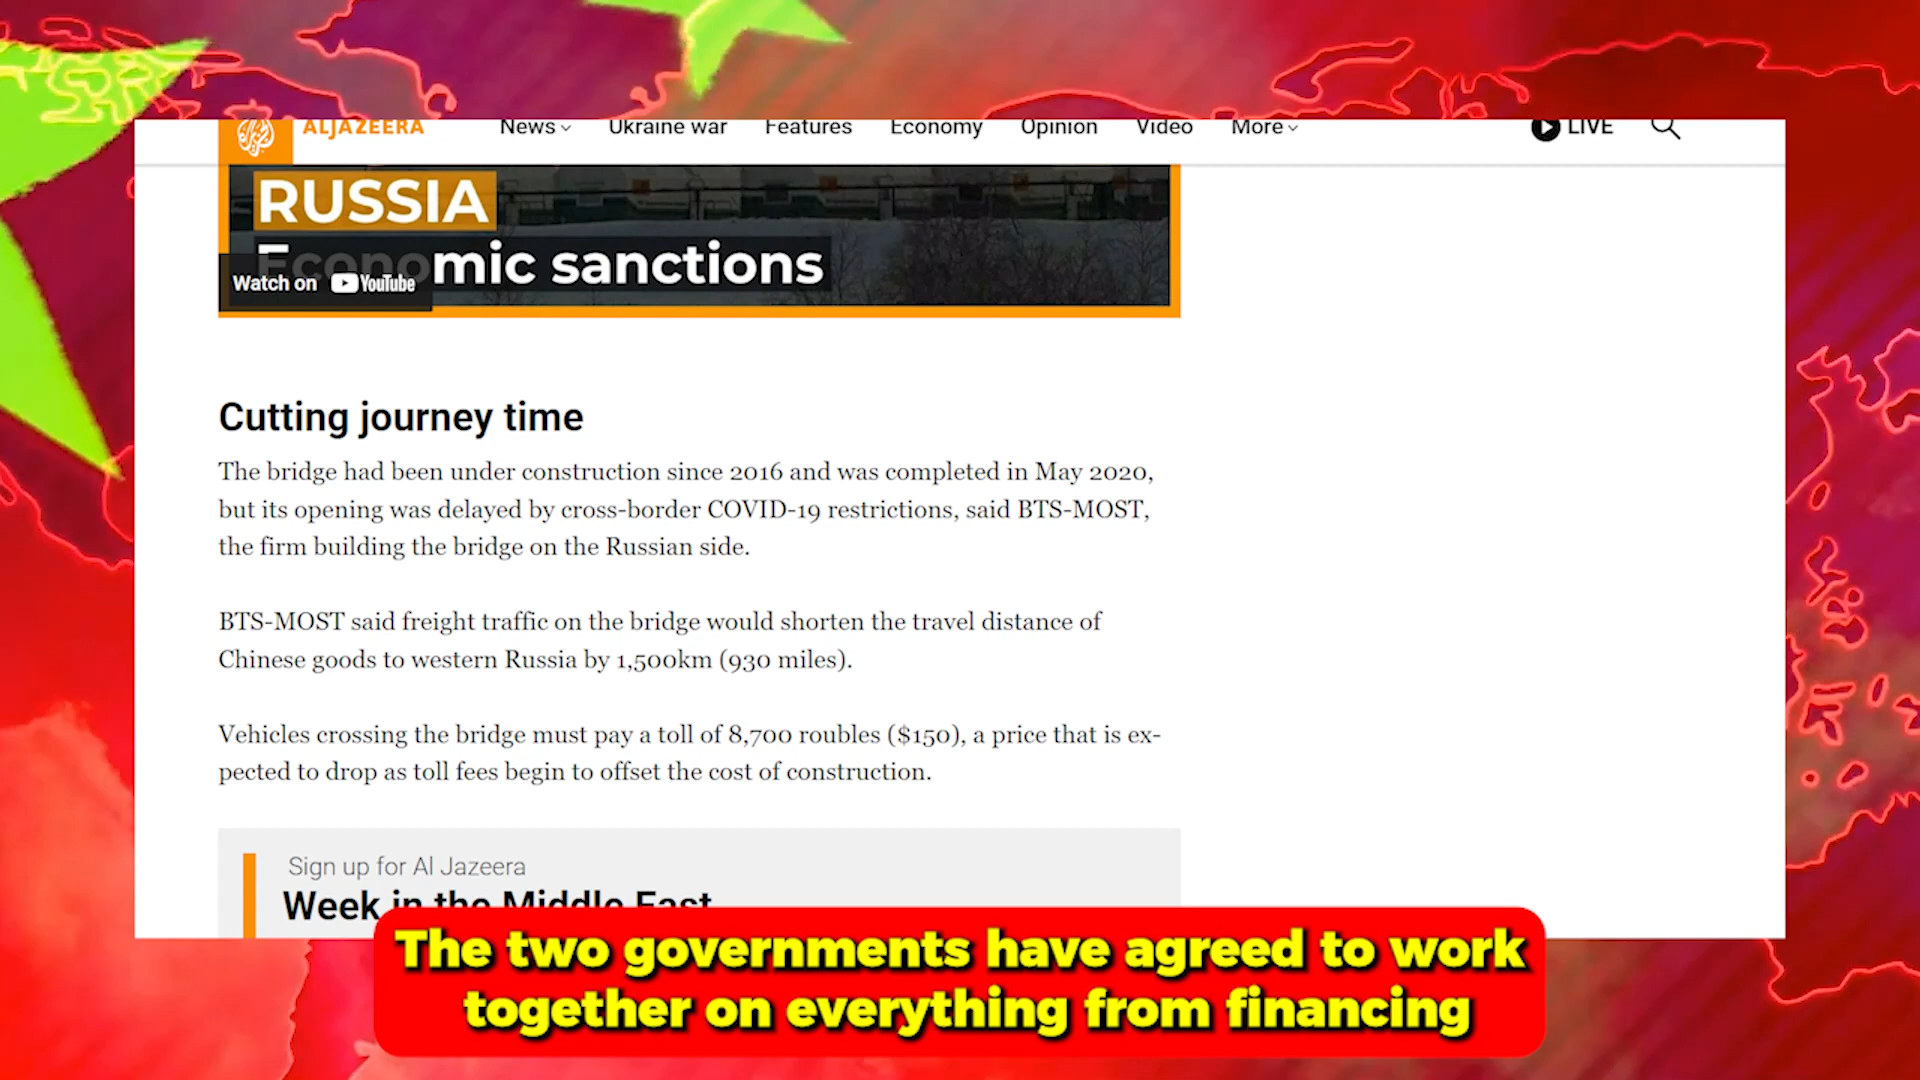 ALJAZEERA News Ukraine war Features Economy Opinion Video More LIVE
RUSSIA
Economic sanctions
Watch on YouTube
Cutting journey time
The bridge had been under construction since 2016 and was completed in May 2020,
but its opening was delayed by cross-border COVID-19 restrictions, said BTS-MOST,
the firm building the bridge on the Russian side.
BTS-MOST said freight traffic on the bridge would shorten the travel distance of
Chinese goods to western Russia by 1,500km (930 miles).
Vehicles crossing the bridge must pay a toll of 8,700 roubles ($150), a price that is ex-
pected to drop as toll fees begin to offset the cost of construction.
Sign up for Al Jazeera
Week in the Middle East
The two governments have agreed to work
together on everything from financing